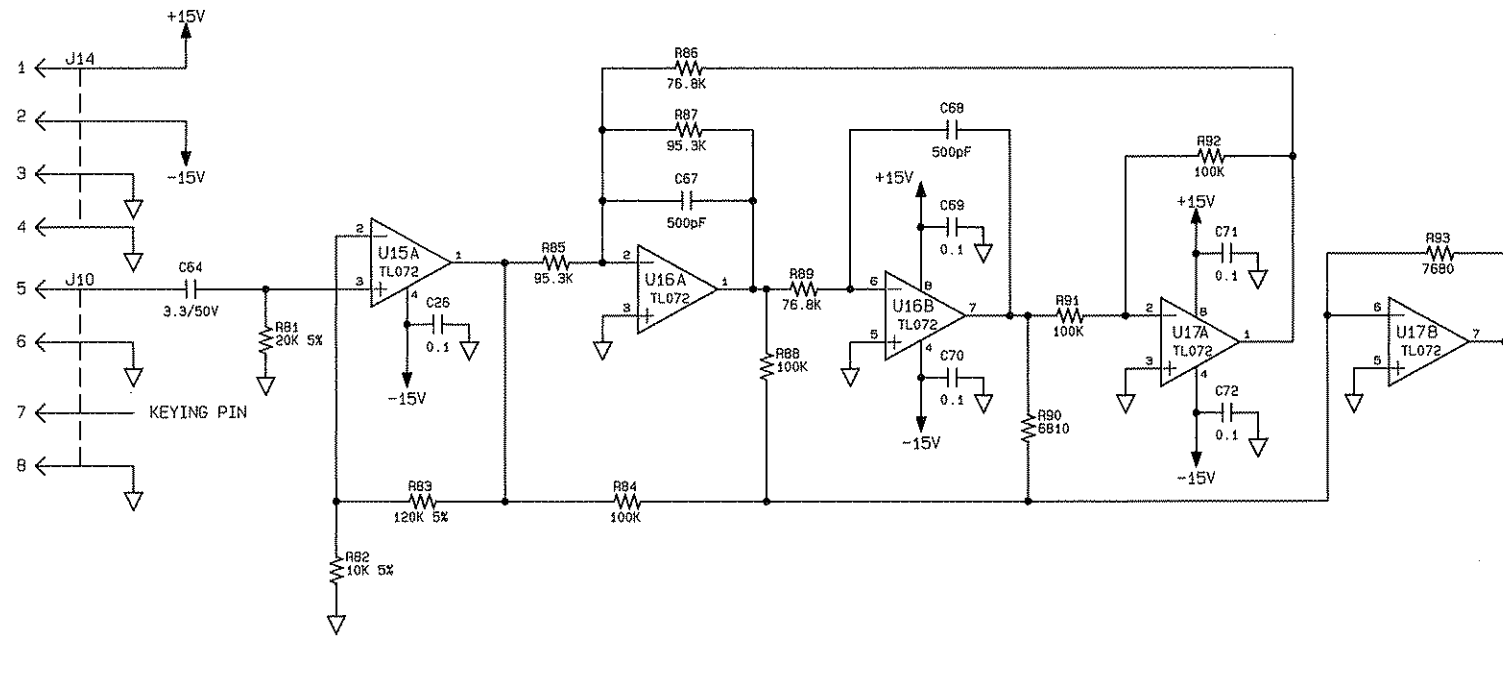 +15V
1
J14
2
-15V
3
4
5
J10
C64
3.3/50V
R81
20K 5%
6
7
KEYING PIN
8
2
3
U15A
TL072
1
4
C26
0.1
-15V
R83
120K 5%
R82
10K 5%
R84
100K
R85
95.3K
R86
76.8K
R87
95.3K
C67
500pF
2
3
U16A
TL072
1
R88
100K
R89
76.8K
C68
500pF
+15V
C69
0.1
8
6
5
U16B
TL072
7
4
C70
0.1
-15V
R90
6810
R91
100K
R92
100K
+15V
C71
0.1
8
2
3
U17A
TL072
1
4
C72
0.1
-15V
R93
7680
6
5
U17B
TL072
7